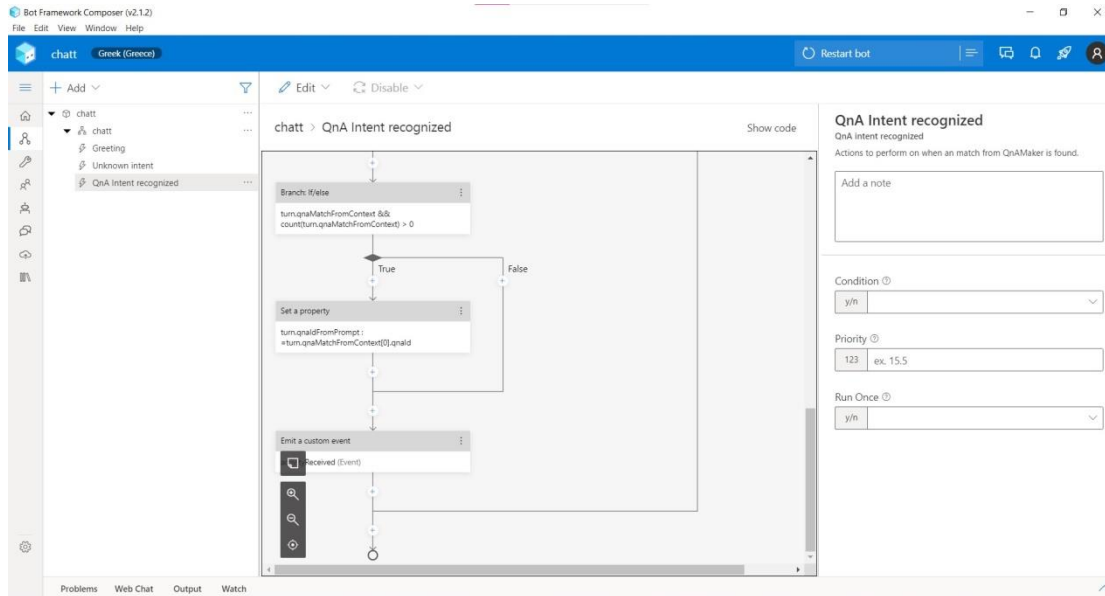 Bot Framework Composer (v2.1.2)
File Edit View Window Help
chatt Greek (Greece)
Restart bot
Add
Edit Disable
chatt
chatt
Greeting
Unknown intent
QnA Intent recognized
chatt > QnA Intent recognized
Show code
Branch: If/else
turn.qnaMatchFromContext &&
count(turn.qnaMatchFromContext) > 0
True
False
Set a property
turn.qnaIdFromPrompt :
=turn.qnaMatchFromContext[0].qnaId
Emit a custom event
Received (Event)
QnA Intent recognized
QnA intent recognized
Actions to perform on when an match from QnAMaker is found.
Add a note
Condition
y/n
Priority
123 ex. 15.5
Run Once
y/n
Problems Web Chat Output Watch